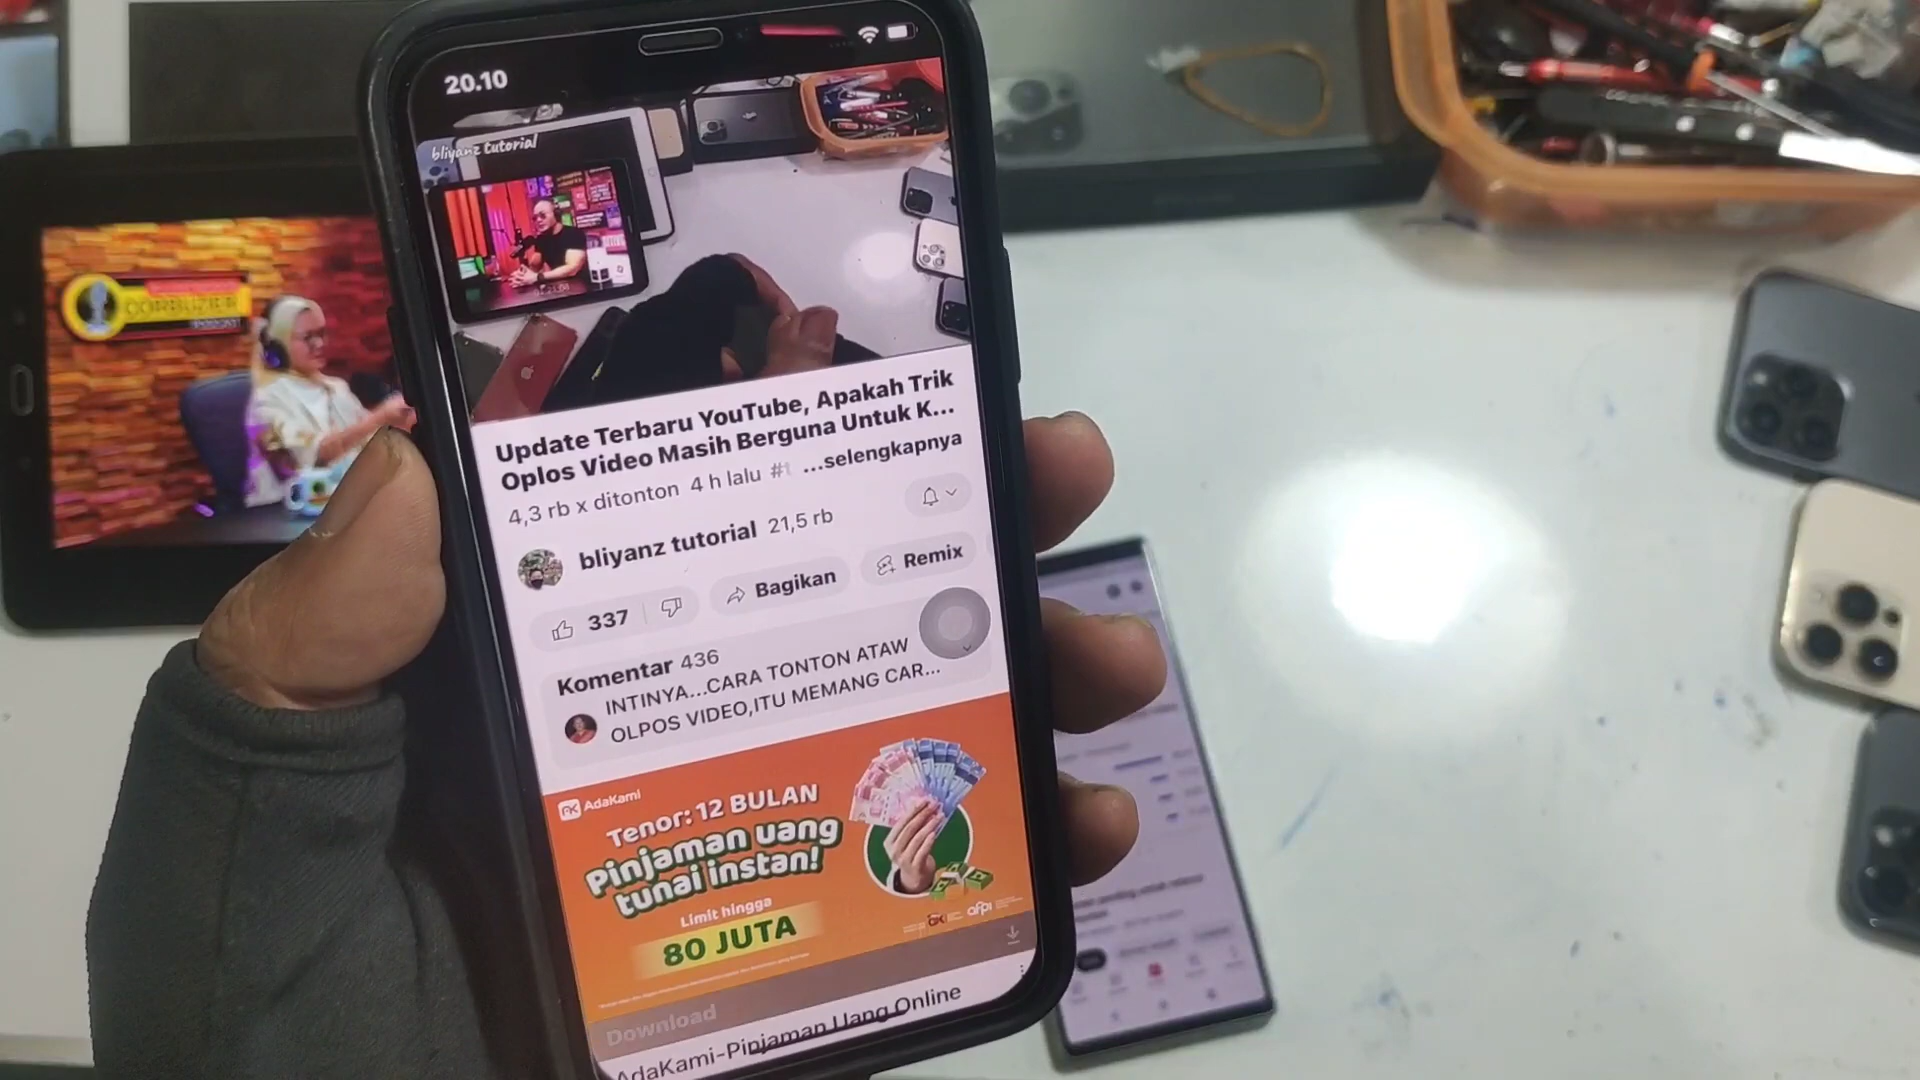 20.10
bliyanz tutorial
CORBUZIER
PODCAST
Update Terbaru YouTube, Apakah Trik
Oplos Video Masih Berguna Untuk K...
4,3 rb x ditonton 4 h lalu #t ...selengkapnya
bliyanz tutorial 21,5 rb
337
Bagikan
Remix
Komentar 436
INTINYA...CARA TONTON ATAW
OLPOS VIDEO,ITU MEMANG CAR...
AdaKami
Tenor: 12 BULAN
Pinjaman uang
tunai instan!
Limit hingga
80 JUTA
afpi
Download
AdaKami-Pinjaman Uang Online